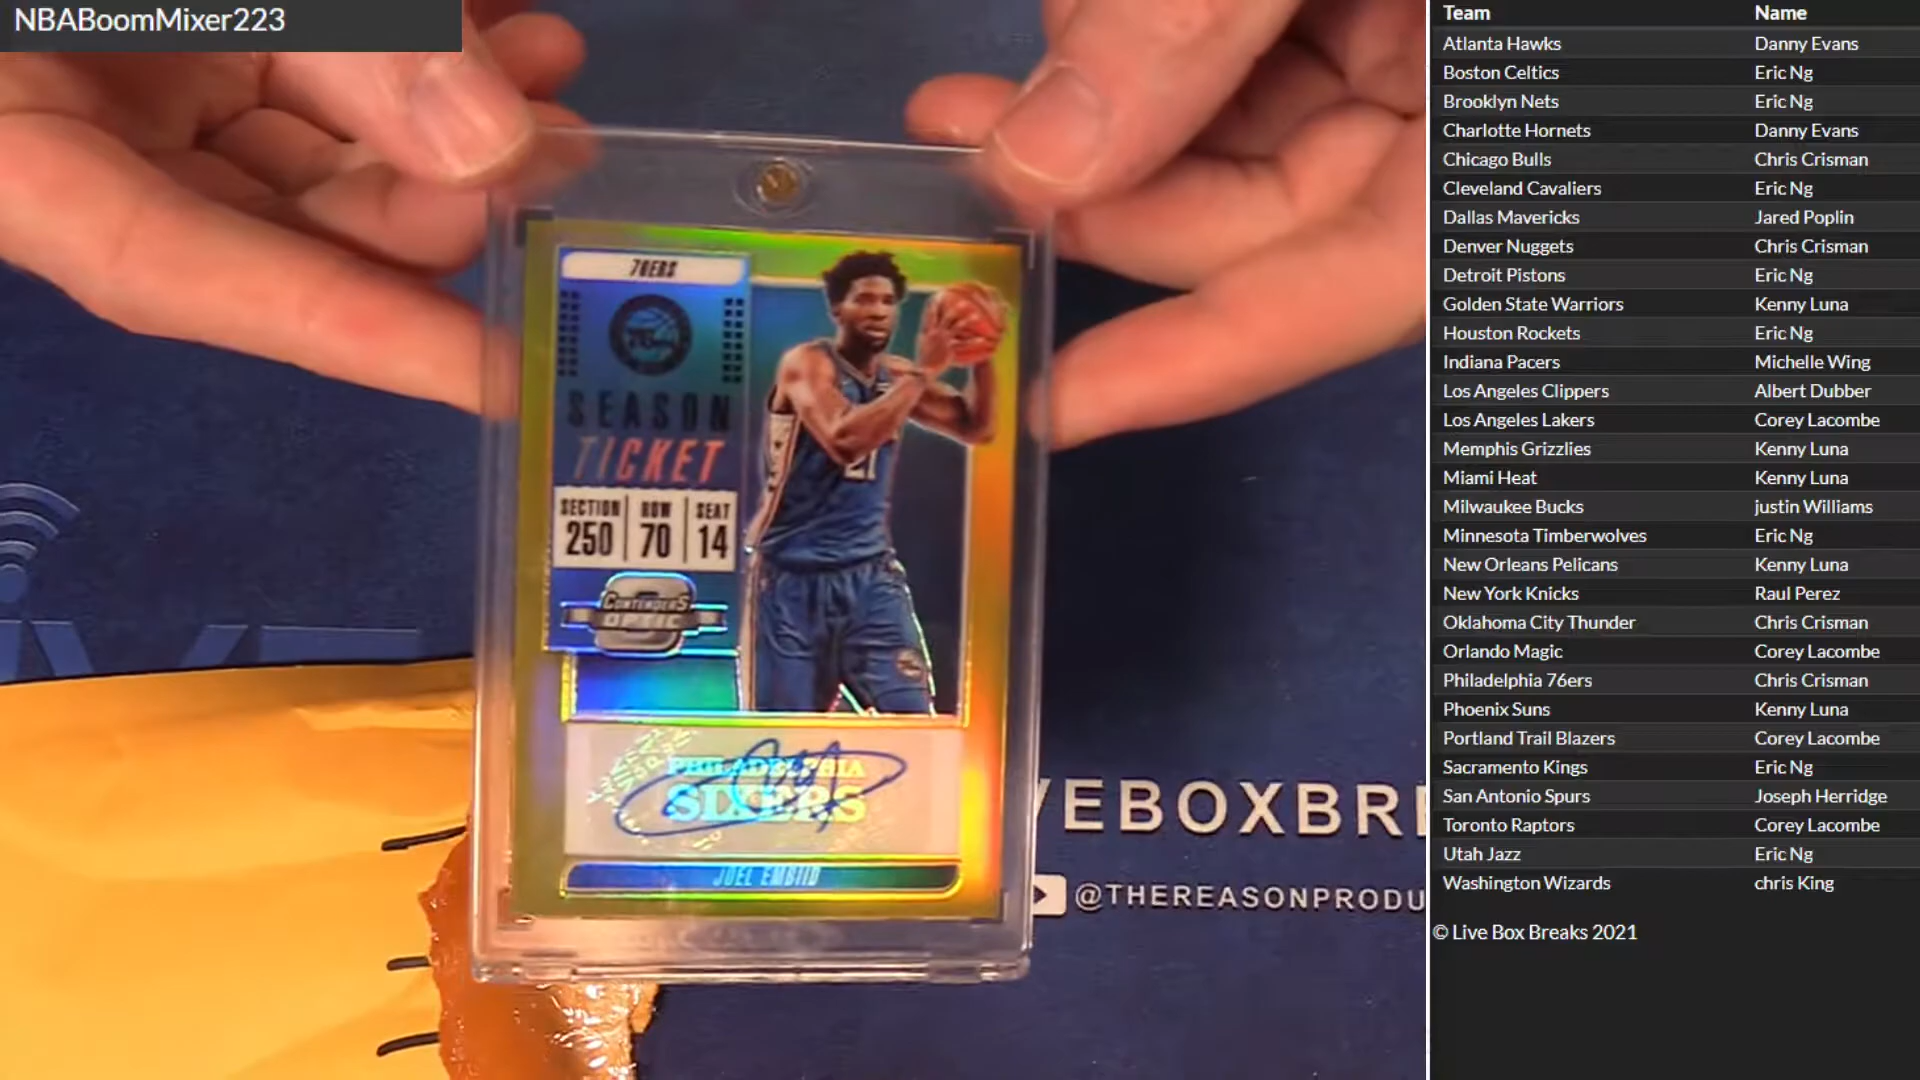 NBABoomMixer223
76ERS
SEASON
TICKET
SECTION ROW SEAT
250 70 14
CONTENDERS
OPTIC
21
PHILADELPHIA
SIXERS
JOEL EMBIID
VEBOXBR
@THEREASONPRODU
Team Name
Atlanta Hawks Danny Evans
Boston Celtics Eric Ng
Brooklyn Nets Eric Ng
Charlotte Hornets Danny Evans
Chicago Bulls Chris Crisman
Cleveland Cavaliers Eric Ng
Dallas Mavericks Jared Poplin
Denver Nuggets Chris Crisman
Detroit Pistons Eric Ng
Golden State Warriors Kenny Luna
Houston Rockets Eric Ng
Indiana Pacers Michelle Wing
Los Angeles Clippers Albert Dubber
Los Angeles Lakers Corey Lacombe
Memphis Grizzlies Kenny Luna
Miami Heat Kenny Luna
Milwaukee Bucks justin Williams
Minnesota Timberwolves Eric Ng
New Orleans Pelicans Kenny Luna
New York Knicks Raul Perez
Oklahoma City Thunder Chris Crisman
Orlando Magic Corey Lacombe
Philadelphia 76ers Chris Crisman
Phoenix Suns Kenny Luna
Portland Trail Blazers Corey Lacombe
Sacramento Kings Eric Ng
San Antonio Spurs Joseph Herridge
Toronto Raptors Corey Lacombe
Utah Jazz Eric Ng
Washington Wizards chris King
© Live Box Breaks 2021